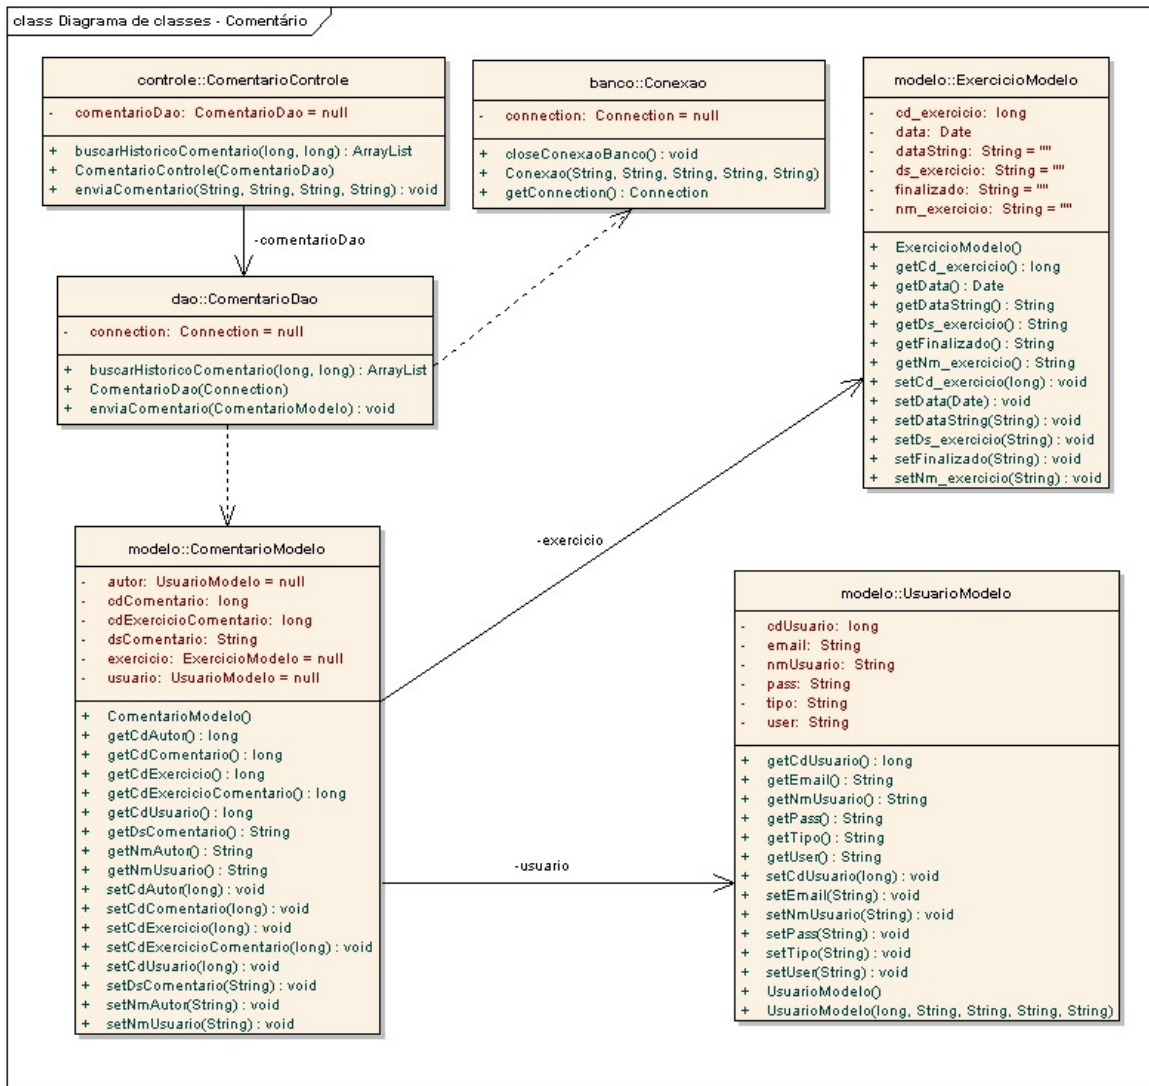 class Diagrama de classes - Comentário
controle::ComentarioControle
- comentarioDao: ComentarioDao = null
+ buscarHistoricoComentario(long, long) : ArrayList
+ ComentarioControle(ComentarioDao)
+ enviaComentario(String, String, String, String) : void
banco::Conexao
- connection: Connection = null
+ closeConexaoBanco() : void
+ Conexao(String, String, String, String, String)
+ getConnection() : Connection
modelo::ExercicioModelo
- cd_exercicio: long
- data: Date
- dataString: String = ""
- ds_exercicio: String = ""
- finalizado: String = ""
- nm_exercicio: String = ""
+ ExercicioModelo()
+ getCd_exercicio() : long
+ getData() : Date
+ getDataString() : String
+ getDs_exercicio() : String
+ getFinalizado() : String
+ getNm_exercicio() : String
+ setCd_exercicio(long) : void
+ setData(Date) : void
+ setDataString(String) : void
+ setDs_exercicio(String) : void
+ setFinalizado(String) : void
+ setNm_exercicio(String) : void
-comentarioDao
dao::ComentarioDao
- connection: Connection = null
+ buscarHistoricoComentario(long, long) : ArrayList
+ ComentarioDao(Connection)
+ enviaComentario(ComentarioModelo) : void
-exercicio
modelo::ComentarioModelo
- autor: UsuarioModelo = null
- cdComentario: long
- cdExercicioComentario: long
- dsComentario: String
- exercicio: ExercicioModelo = null
- usuario: UsuarioModelo = null
+ ComentarioModelo()
+ getCdAutor() : long
+ getCdComentario() : long
+ getCdExercicio() : long
+ getCdExercicioComentario() : long
+ getCdUsuario() : long
+ getDsComentario() : String
+ getNmAutor() : String
+ getNmUsuario() : String
+ setCdAutor(long) : void
+ setCdComentario(long) : void
+ setCdExercicio(long) : void
+ setCdExercicioComentario(long) : void
+ setCdUsuario(long) : void
+ setDsComentario(String) : void
+ setNmAutor(String) : void
+ setNmUsuario(String) : void
-usuario
modelo::UsuarioModelo
- cdUsuario: long
- email: String
- nmUsuario: String
- pass: String
- tipo: String
- user: String
+ getCdUsuario() : long
+ getEmail() : String
+ getNmUsuario() : String
+ getPass() : String
+ getTipo() : String
+ getUser() : String
+ setCdUsuario(long) : void
+ setEmail(String) : void
+ setNmUsuario(String) : void
+ setPass(String) : void
+ setTipo(String) : void
+ setUser(String) : void
+ UsuarioModelo()
+ UsuarioModelo(long, String, String, String, String)